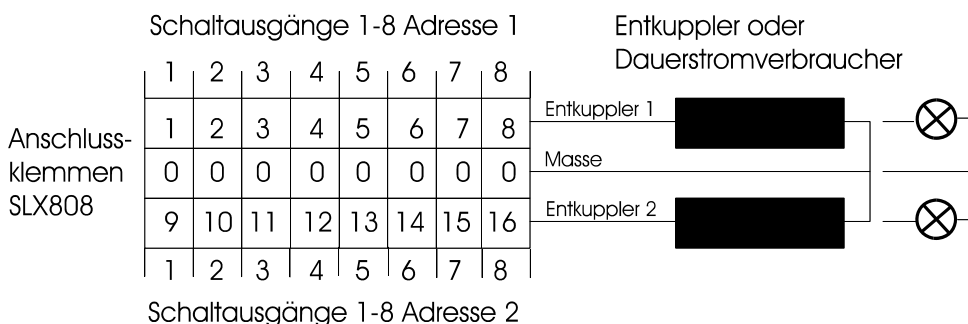 Schaltausgänge 1-8 Adresse 1
Entkuppler oder
Dauerstromverbraucher
1 2 3 4 5 6 7 8
Anschluss-
klemmen
SLX808
1 2 3 4 5 6 7 8
0 0 0 0 0 0 0 0
9 10 11 12 13 14 15 16
1 2 3 4 5 6 7 8
Entkuppler 1
Masse
Entkuppler 2
Schaltausgänge 1-8 Adresse 2